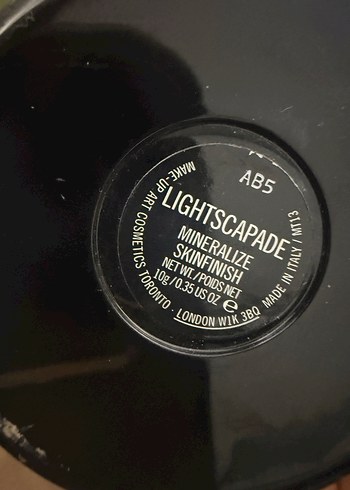 AB5
LIGHTSCAPADE
MINERALIZE
SKINFINISH
NET WT./POIDS NET
10g / 0.35 US OZ ℮
MAKE-UP ART COSMETICS TORONTO · LONDON W1K 3BQ MADE IN ITALY / MT13